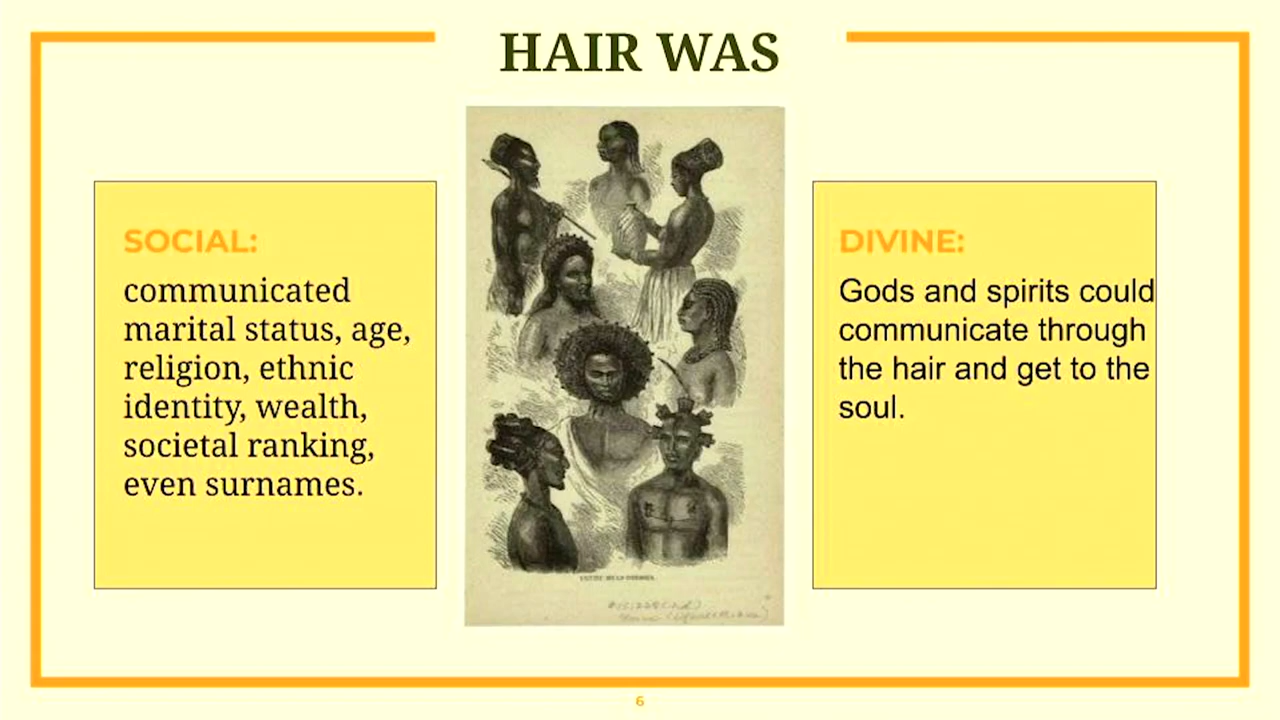 HAIR WAS
SOCIAL:
communicated
marital status, age,
religion, ethnic
identity, wealth,
societal ranking,
even surnames.
DIVINE:
Gods and spirits could
communicate through
the hair and get to the
soul.
6